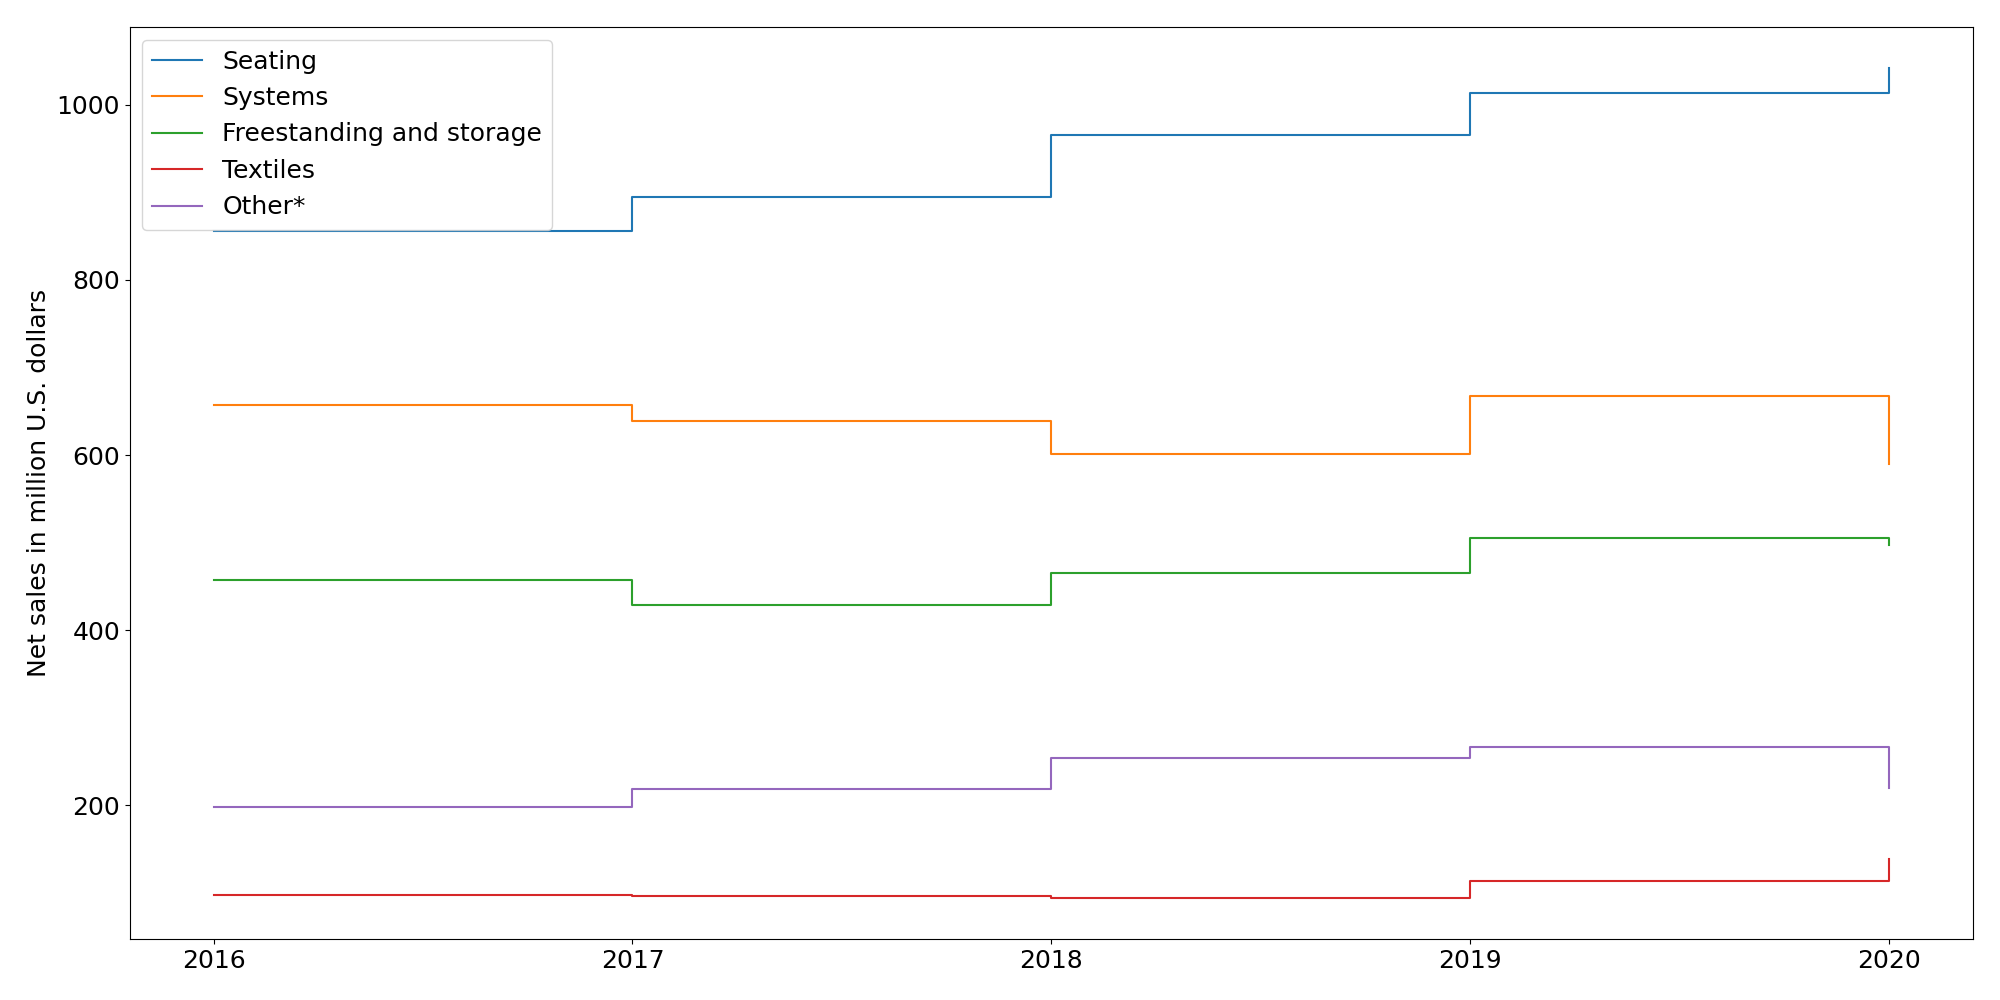 Seating
Systems
Freestanding and storage
Textiles
Other*
Net sales in million U.S. dollars
1000
800
600
400
200
2016 2017 2018 2019 2020